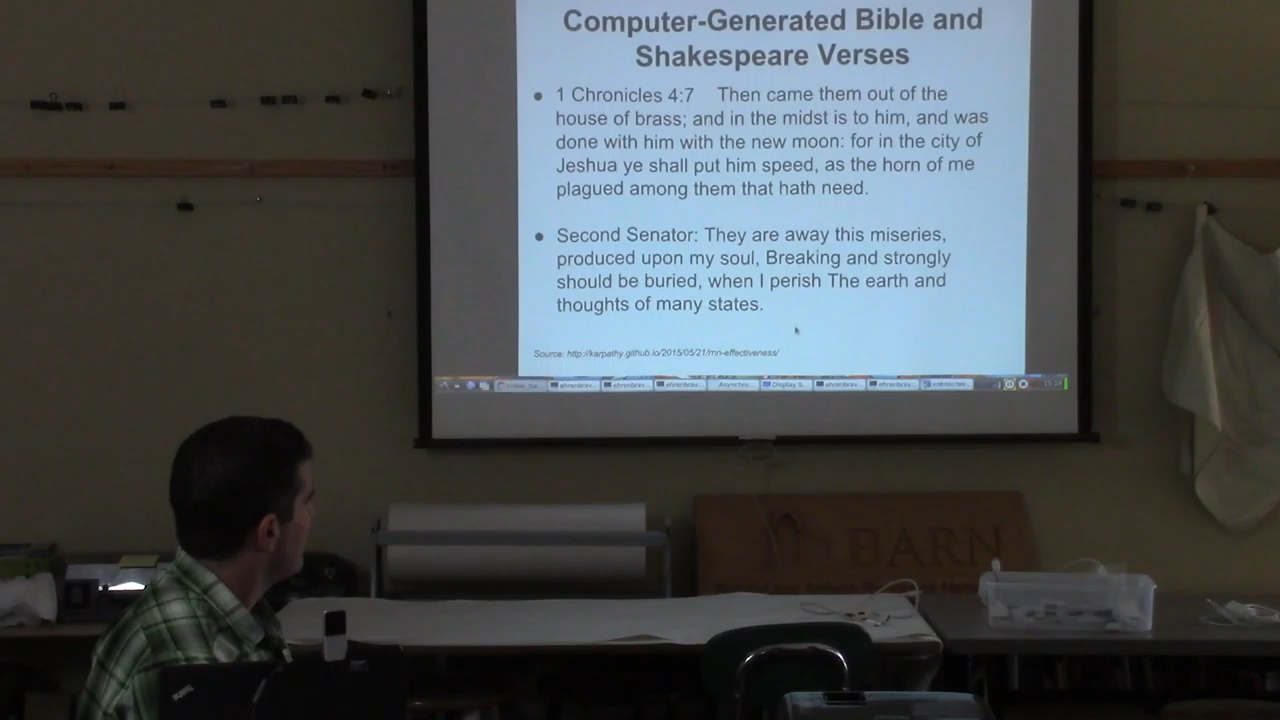 Computer-Generated Bible and
Shakespeare Verses
1 Chronicles 4:7 Then came them out of the
house of brass; and in the midst is to him, and was
done with him with the new moon: for in the city of
Jeshua ye shall put him speed, as the horn of me
plagued among them that hath need.
Second Senator: They are away this miseries,
produced upon my soul, Breaking and strongly
should be buried, when I perish The earth and
thoughts of many states.
Source: http://karpathy.github.io/2015/05/21/rnn-effectiveness/
BARN